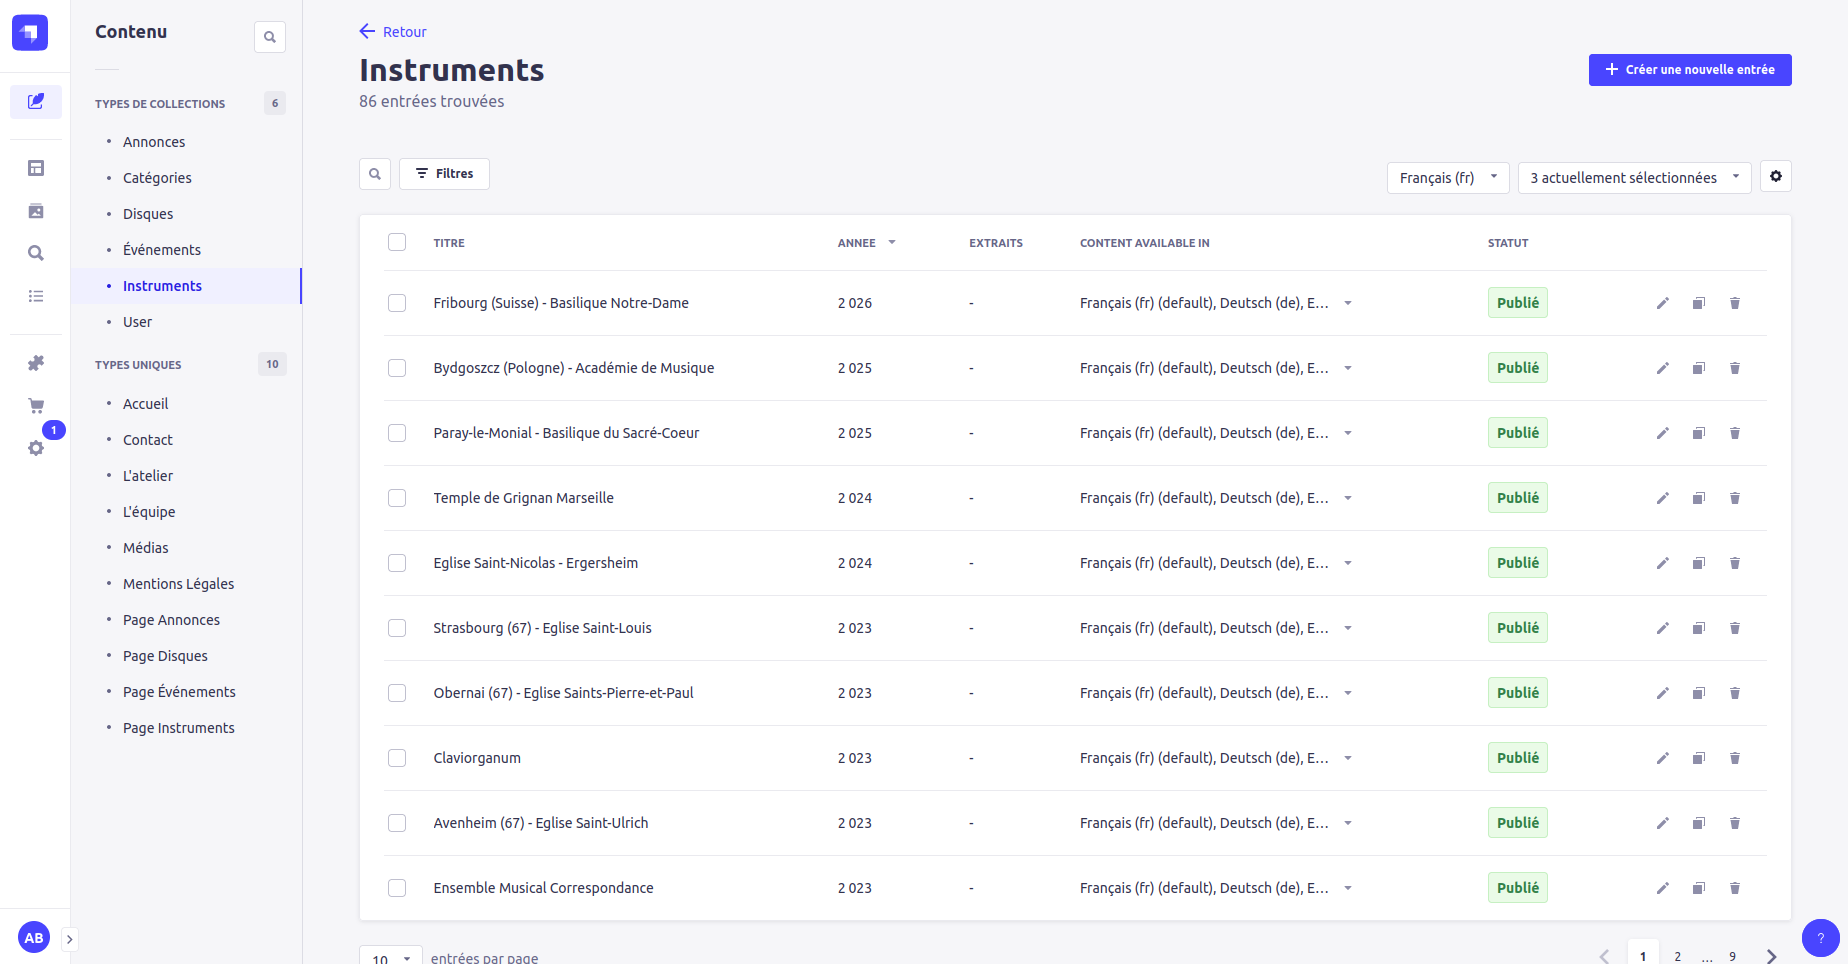 Contenu
TYPES DE COLLECTIONS 6
Annonces
Catégories
Disques
Événements
Instruments
User
TYPES UNIQUES 10
Accueil
Contact
L'atelier
L'équipe
Médias
Mentions Légales
Page Annonces
Page Disques
Page Événements
Page Instruments
1
AB
Retour
Instruments
86 entrées trouvées
Créer une nouvelle entrée
Filtres
Français (fr)
3 actuellement sélectionnées
TITRE ANNEE EXTRAITS CONTENT AVAILABLE IN STATUT
Fribourg (Suisse) - Basilique Notre-Dame 2 026 - Français (fr) (default), Deutsch (de), E... Publié
Bydgoszcz (Pologne) - Académie de Musique 2 025 - Français (fr) (default), Deutsch (de), E... Publié
Paray-le-Monial - Basilique du Sacré-Coeur 2 025 - Français (fr) (default), Deutsch (de), E... Publié
Temple de Grignan Marseille 2 024 - Français (fr) (default), Deutsch (de), E... Publié
Eglise Saint-Nicolas - Ergersheim 2 024 - Français (fr) (default), Deutsch (de), E... Publié
Strasbourg (67) - Eglise Saint-Louis 2 023 - Français (fr) (default), Deutsch (de), E... Publié
Obernai (67) - Eglise Saints-Pierre-et-Paul 2 023 - Français (fr) (default), Deutsch (de), E... Publié
Claviorganum 2 023 - Français (fr) (default), Deutsch (de), E... Publié
Avenheim (67) - Eglise Saint-Ulrich 2 023 - Français (fr) (default), Deutsch (de), E... Publié
Ensemble Musical Correspondance 2 023 - Français (fr) (default), Deutsch (de), E... Publié
10 entrées par page
1 2 ... 9
?